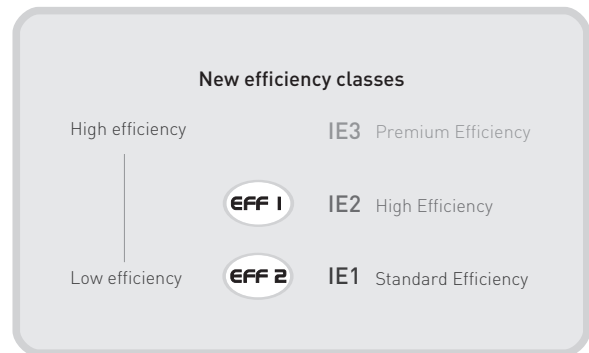 New efficiency classes
High efficiency IE3 Premium Efficiency
EFF 1 IE2 High Efficiency
Low efficiency EFF 2 IE1 Standard Efficiency